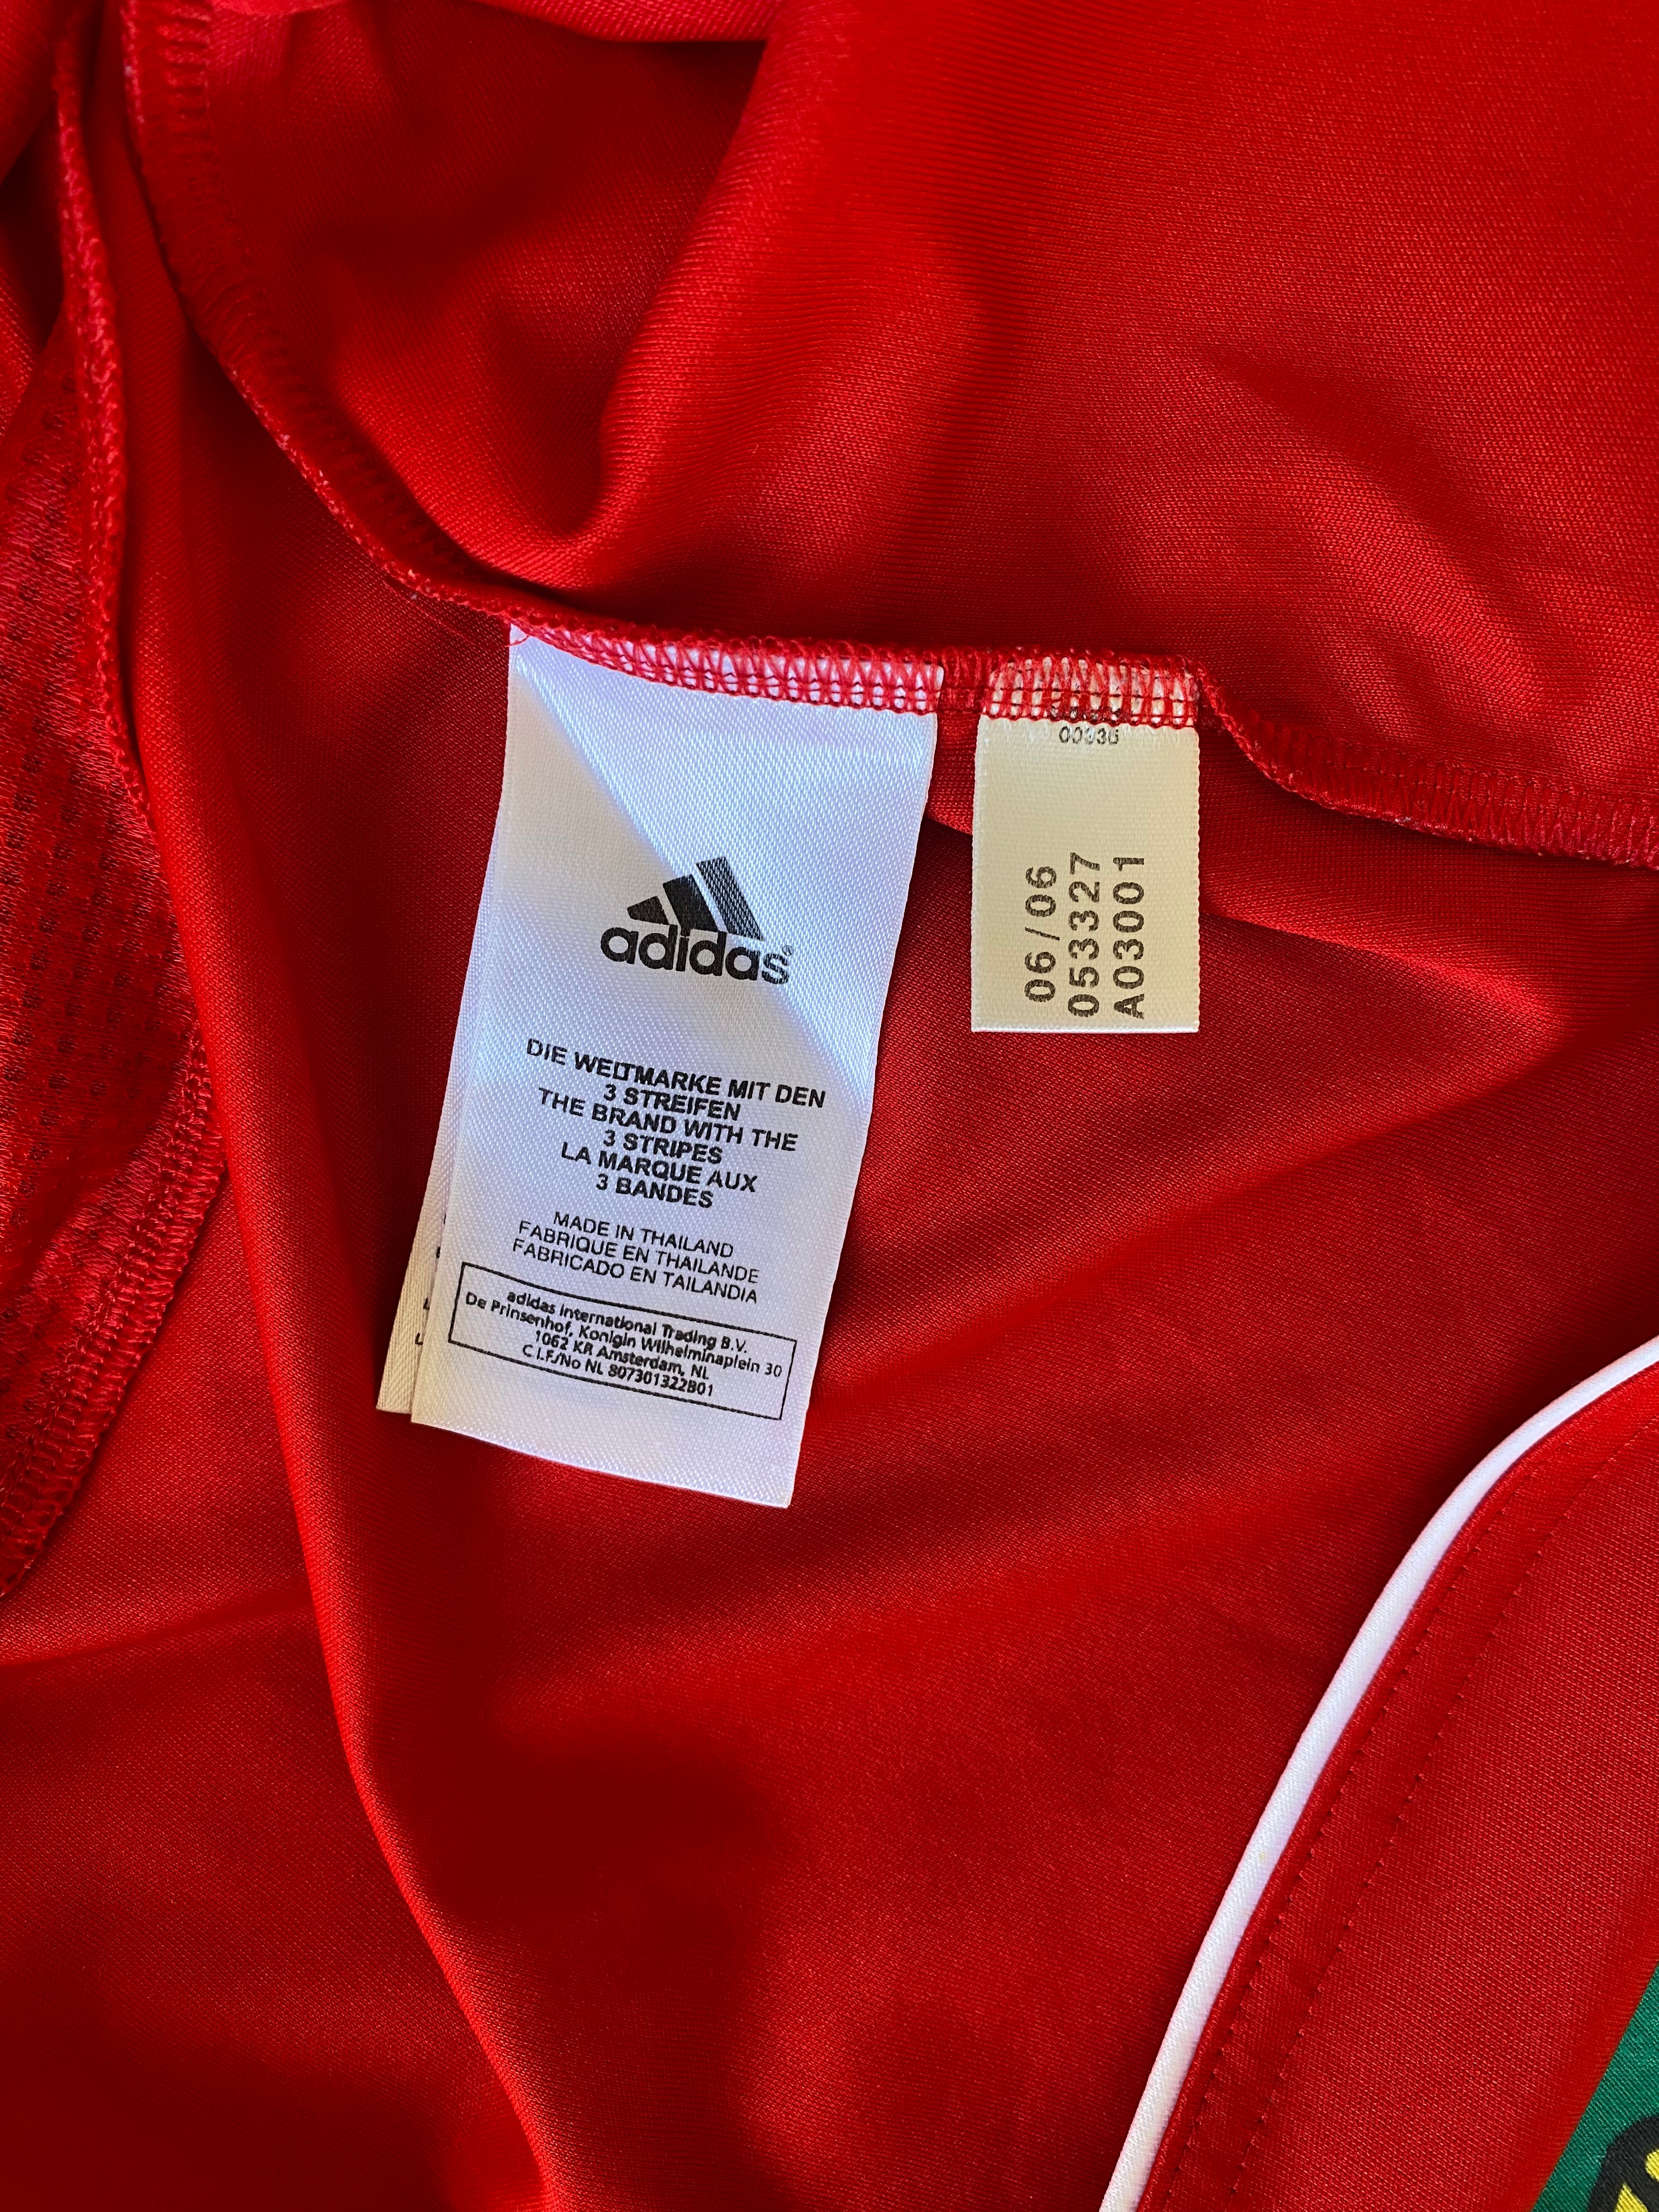 adidas
DIE WELTMARKE MIT DEN
3 STREIFEN
THE BRAND WITH THE
3 STRIPES
LA MARQUE AUX
3 BANDES
MADE IN THAILAND
FABRIQUE EN THAILANDE
FABRICADO EN TAILANDIA
adidas International Trading B.V.
De Prinsenhof, Konigin Wilhelminaplein 30
1062 KR Amsterdam, NL
C.I.F./No NL 807301322B01
06/06
053327
A03001